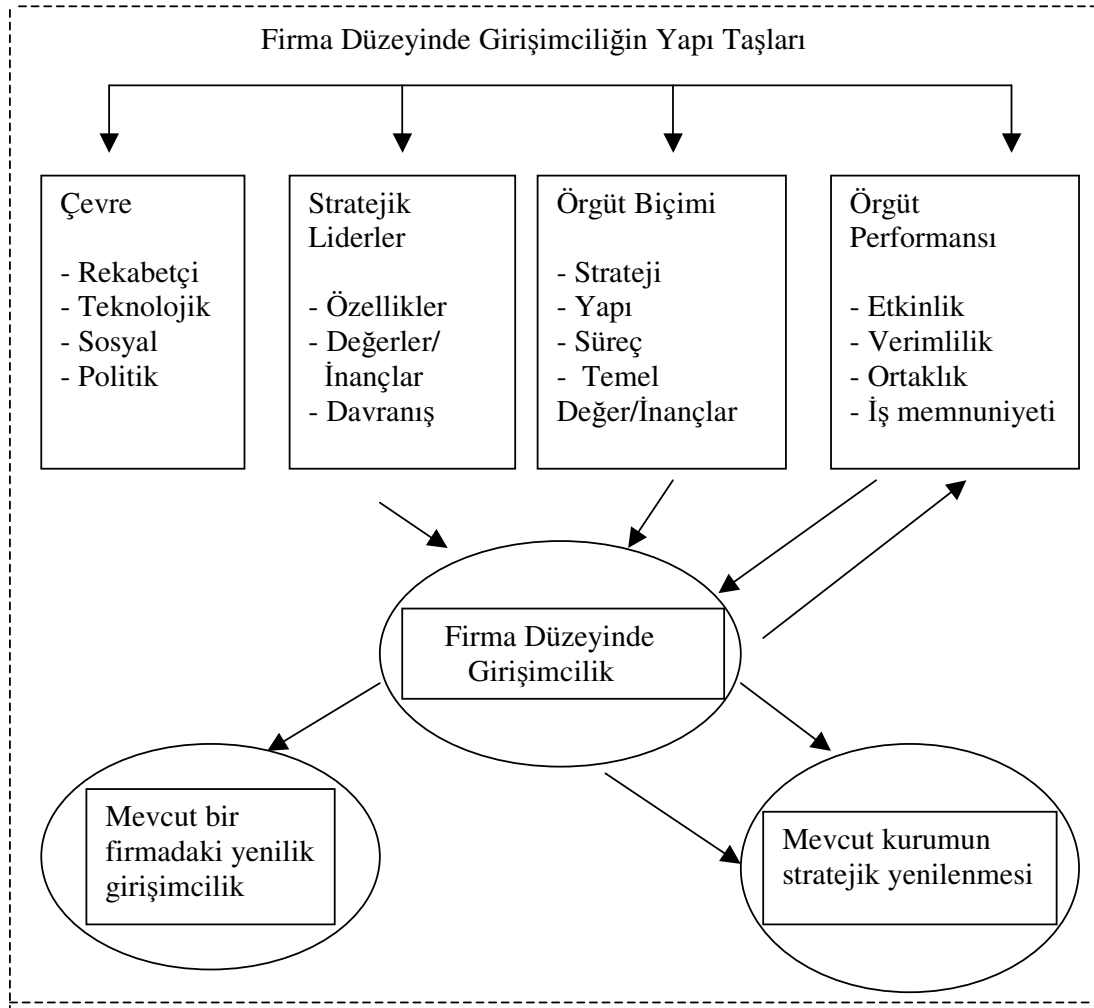 Firma Düzeyinde Girişimciliğin Yapı Taşları
Çevre
- Rekabetçi
- Teknolojik
- Sosyal
- Politik
Stratejik
Liderler
- Özellikler
- Değerler/
İnançlar
- Davranış
Örgüt Biçimi
- Strateji
- Yapı
- Süreç
- Temel
Değer/İnançlar
Örgüt
Performansı
- Etkinlik
- Verimlilik
- Ortaklık
- İş memnuniyeti
Firma Düzeyinde
Girişimcilik
Mevcut bir
firmadaki yenilik
girişimcilik
Mevcut kurumun
stratejik yenilenmesi